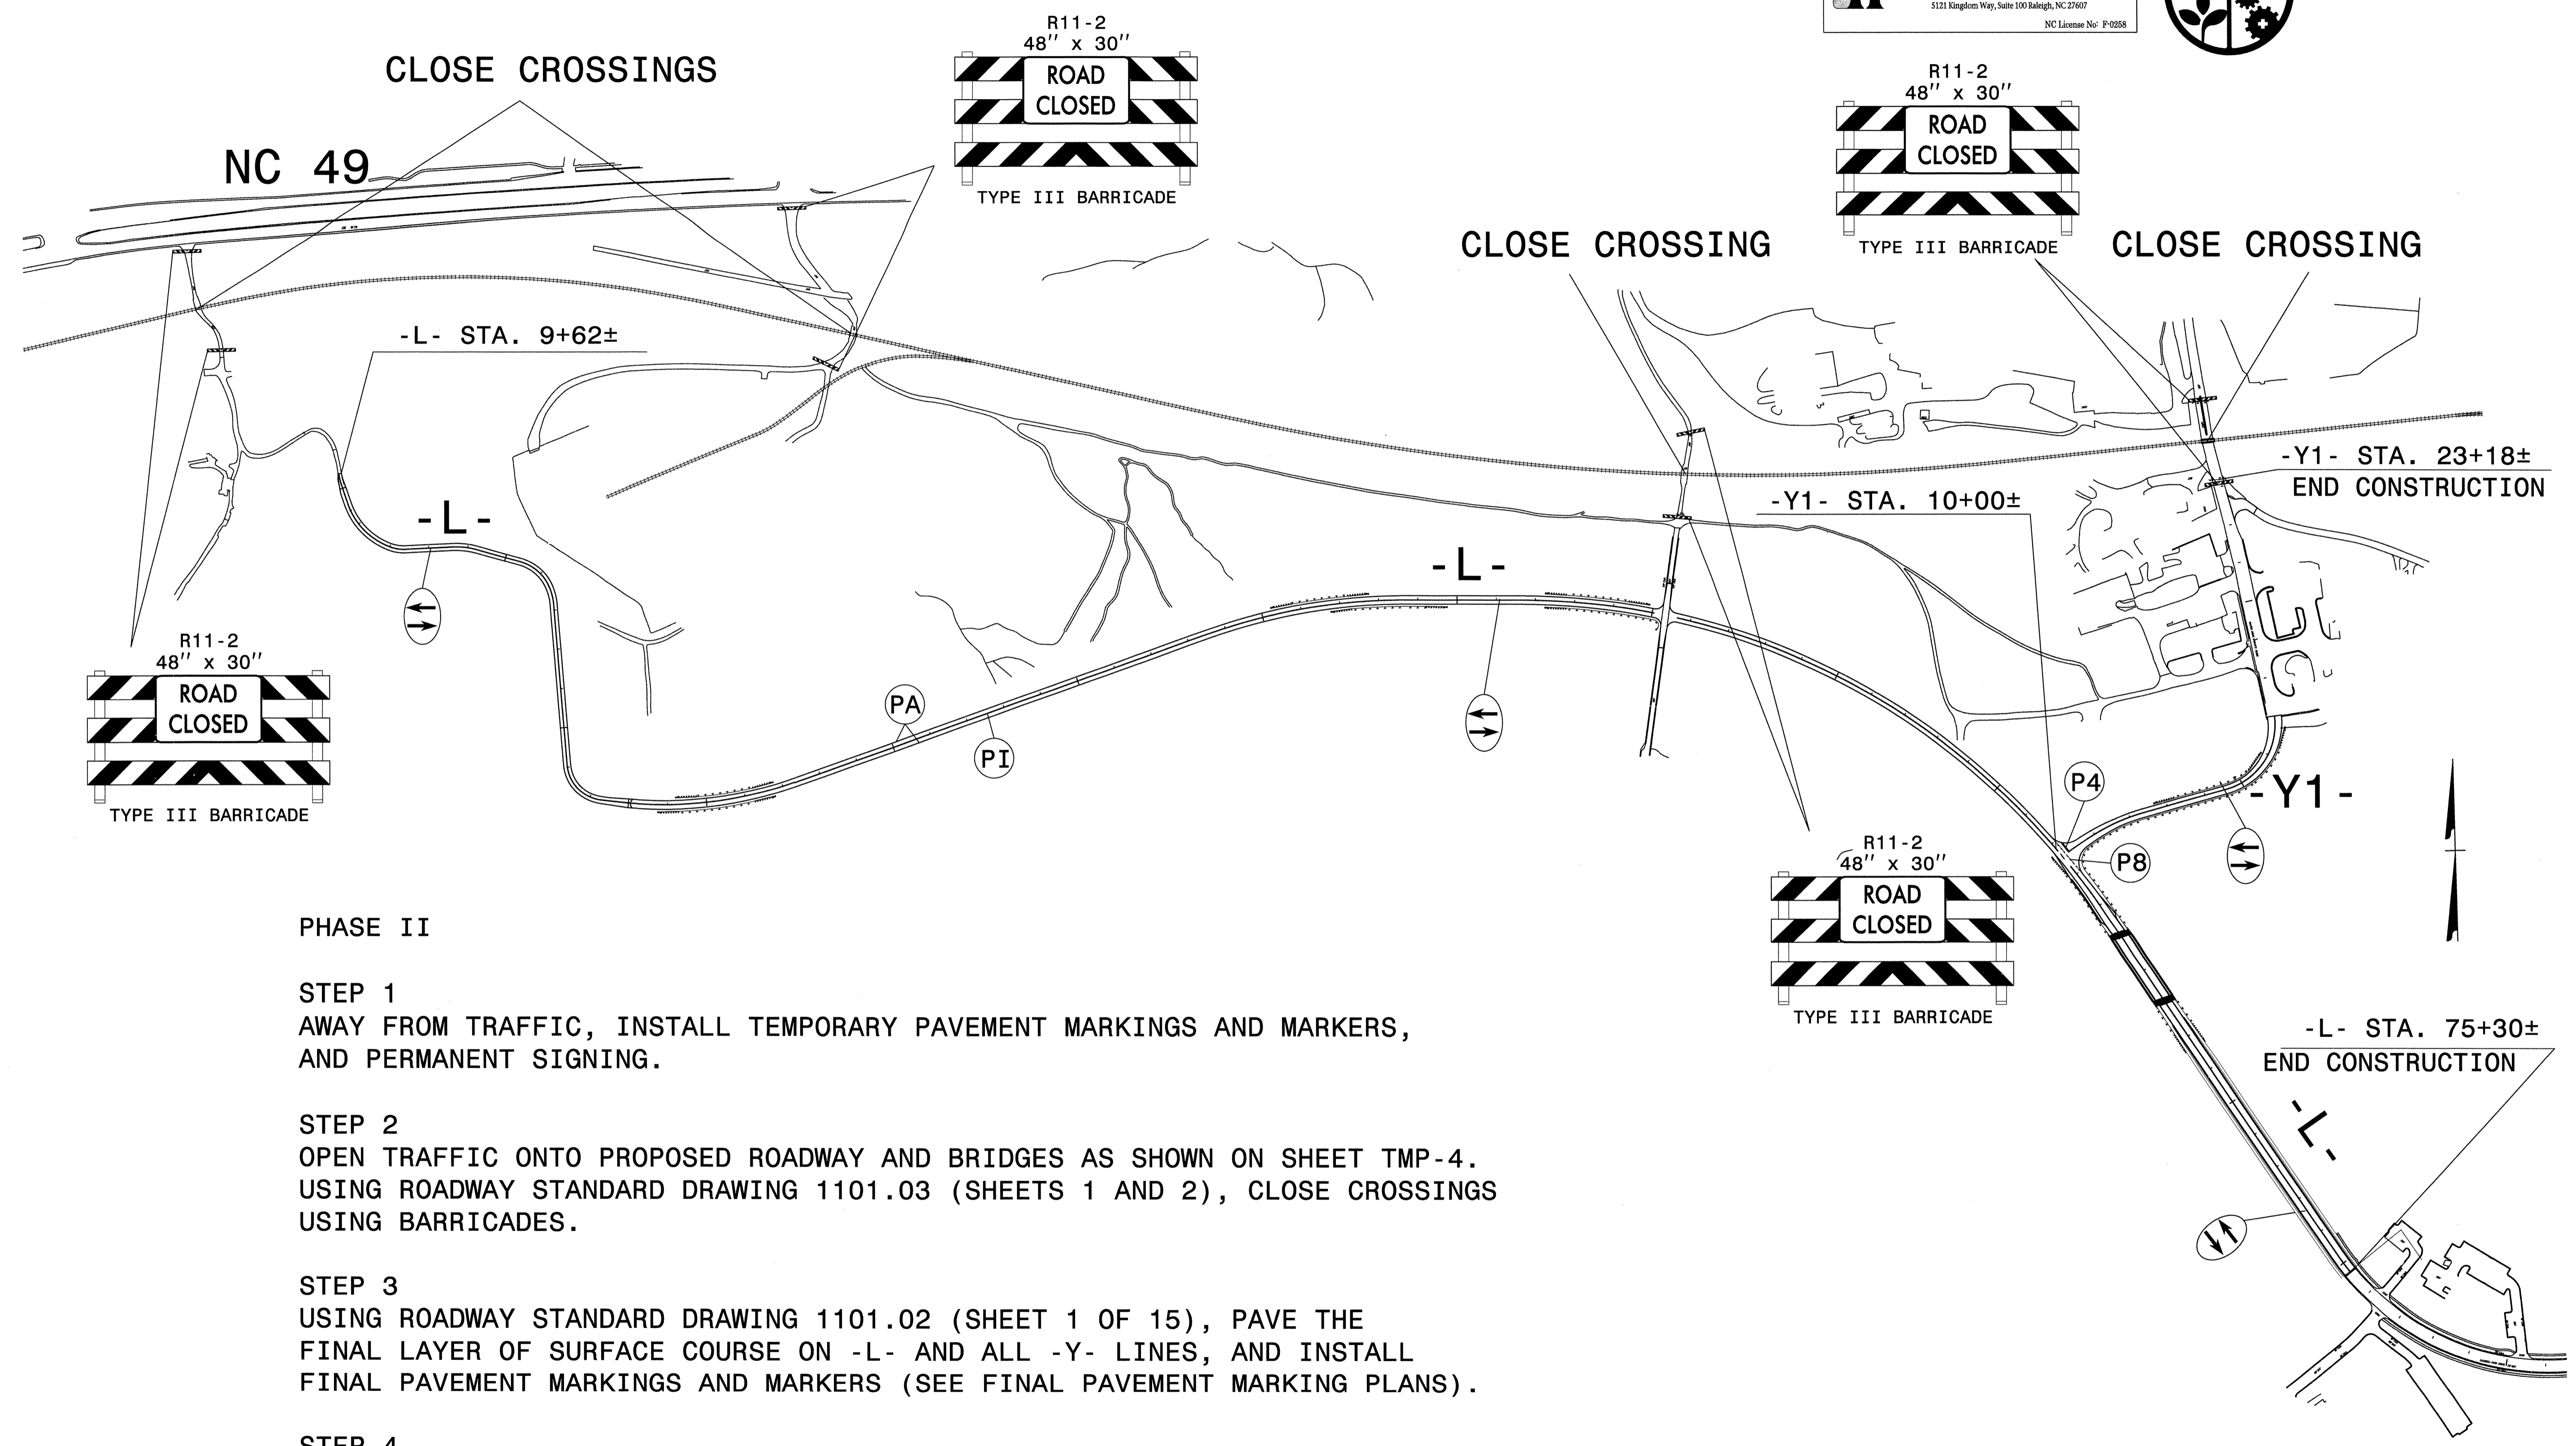 5121 Kingdom Way, Suite 100 Raleigh, NC 27607
NC License No: F-0258
R11-2
48" x 30"
ROAD
CLOSED
TYPE III BARRICADE
CLOSE CROSSINGS
NC 49
R11-2
48" x 30"
ROAD
CLOSED
TYPE III BARRICADE
CLOSE CROSSING
CLOSE CROSSING
-L- STA. 9+62±
-Y1- STA. 23+18±
END CONSTRUCTION
-Y1- STA. 10+00±
-L-
-L-
R11-2
48" x 30"
ROAD
CLOSED
TYPE III BARRICADE
PA
PI
P4
-Y1-
P8
R11-2
48" x 30"
ROAD
CLOSED
TYPE III BARRICADE
-L- STA. 75+30±
END CONSTRUCTION
-L-
PHASE II
STEP 1
AWAY FROM TRAFFIC, INSTALL TEMPORARY PAVEMENT MARKINGS AND MARKERS,
AND PERMANENT SIGNING.
STEP 2
OPEN TRAFFIC ONTO PROPOSED ROADWAY AND BRIDGES AS SHOWN ON SHEET TMP-4.
USING ROADWAY STANDARD DRAWING 1101.03 (SHEETS 1 AND 2), CLOSE CROSSINGS
USING BARRICADES.
STEP 3
USING ROADWAY STANDARD DRAWING 1101.02 (SHEET 1 OF 15), PAVE THE
FINAL LAYER OF SURFACE COURSE ON -L- AND ALL -Y- LINES, AND INSTALL
FINAL PAVEMENT MARKINGS AND MARKERS (SEE FINAL PAVEMENT MARKING PLANS).
STEP 4